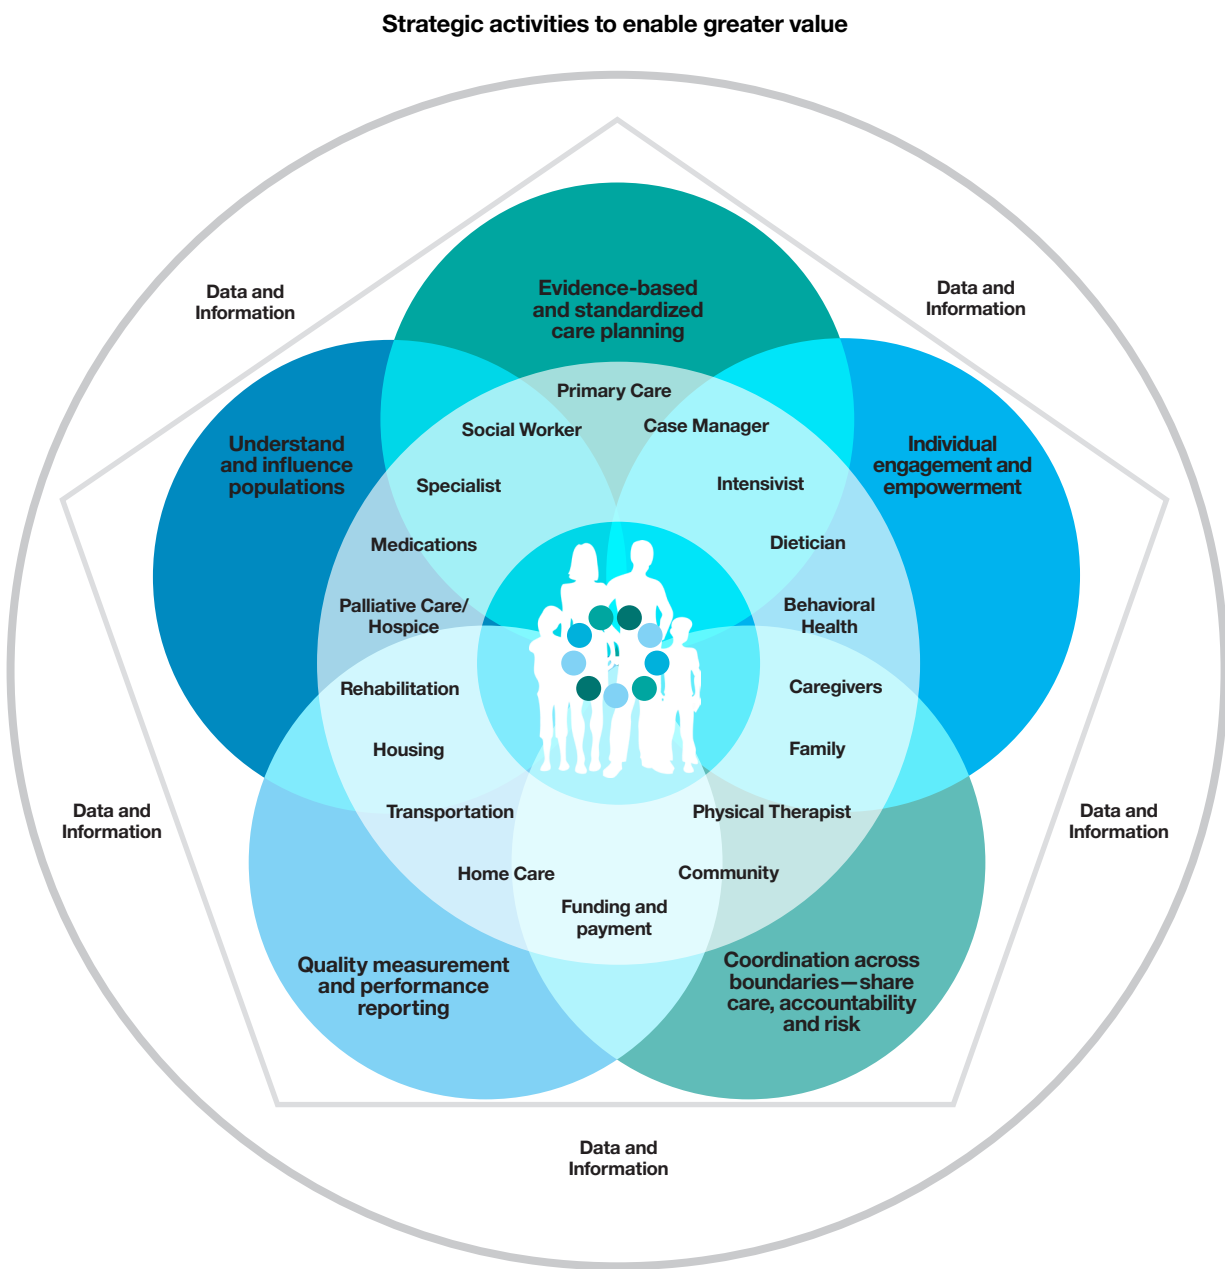 Strategic activities to enable greater value
Data and
Information
Data and
Information
Evidence-based
and standardized
care planning
Understand
and influence
populations
Individual
engagement and
empowerment
Primary Care
Social Worker
Case Manager
Specialist
Intensivist
Medications
Dietician
Palliative Care/
Hospice
Behavioral
Health
Rehabilitation
Caregivers
Housing
Family
Transportation
Physical Therapist
Data and
Information
Data and
Information
Home Care
Community
Funding and
payment
Quality measurement
and performance
reporting
Coordination across
boundaries—share
care, accountability
and risk
Data and
Information